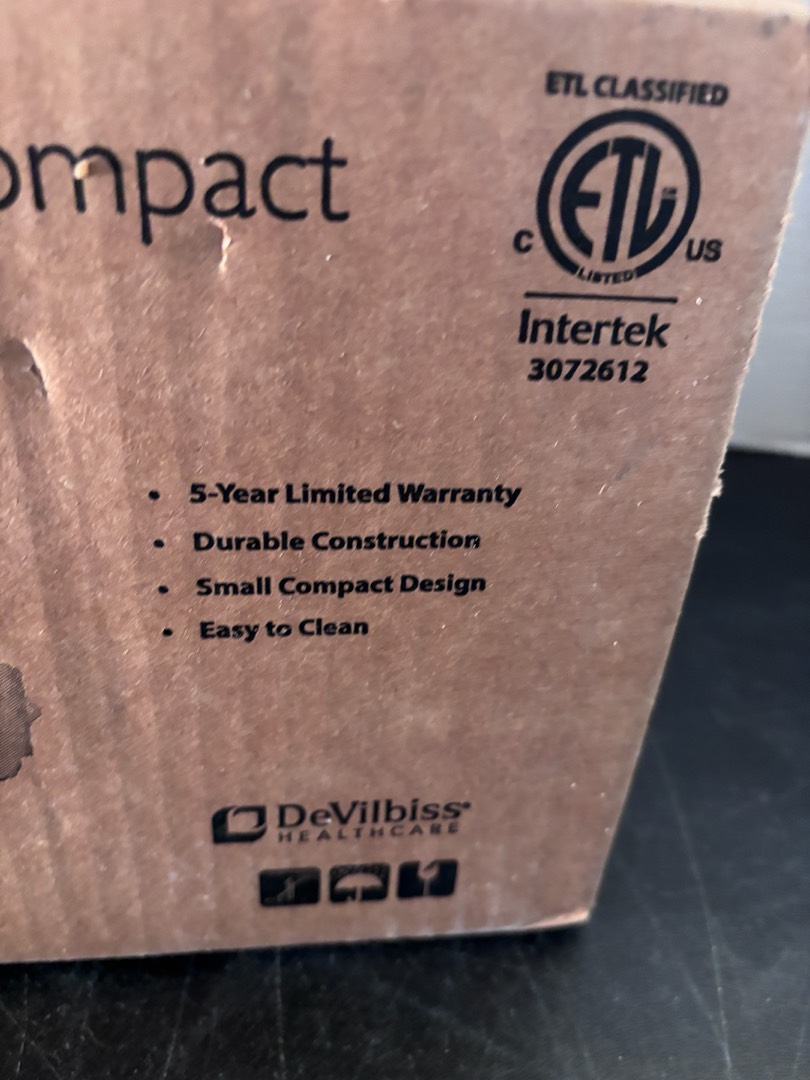 ompact
ETL CLASSIFIED
ETL
C
US
LISTED
Intertek
3072612
• 5-Year Limited Warranty
• Durable Construction
• Small Compact Design
• Easy to Clean
DeVilbiss®
HEALTHCARE